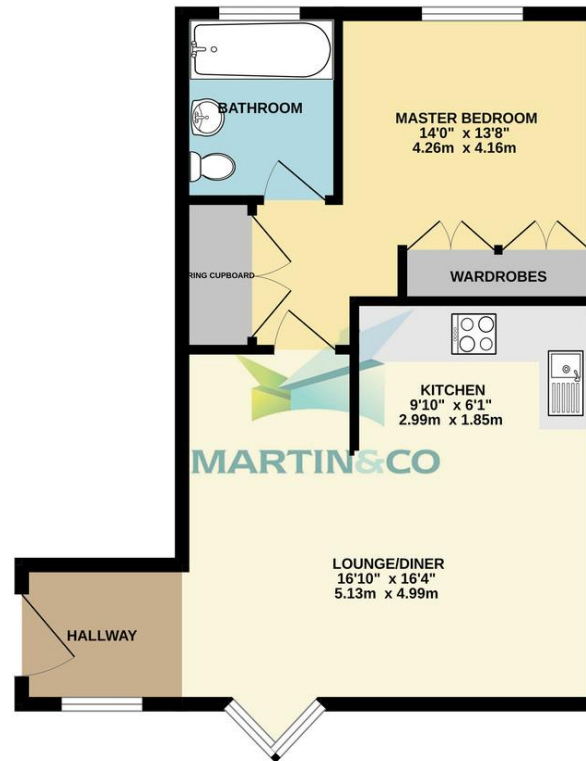 BATHROOM
MASTER BEDROOM
14'0" x 13'8"
4.26m x 4.16m
RING CUPBOARD
WARDROBES
KITCHEN
9'10" x 6'1"
2.99m x 1.85m
MARTIN&CO
LOUNGE/DINER
16'10" x 16'4"
5.13m x 4.99m
HALLWAY